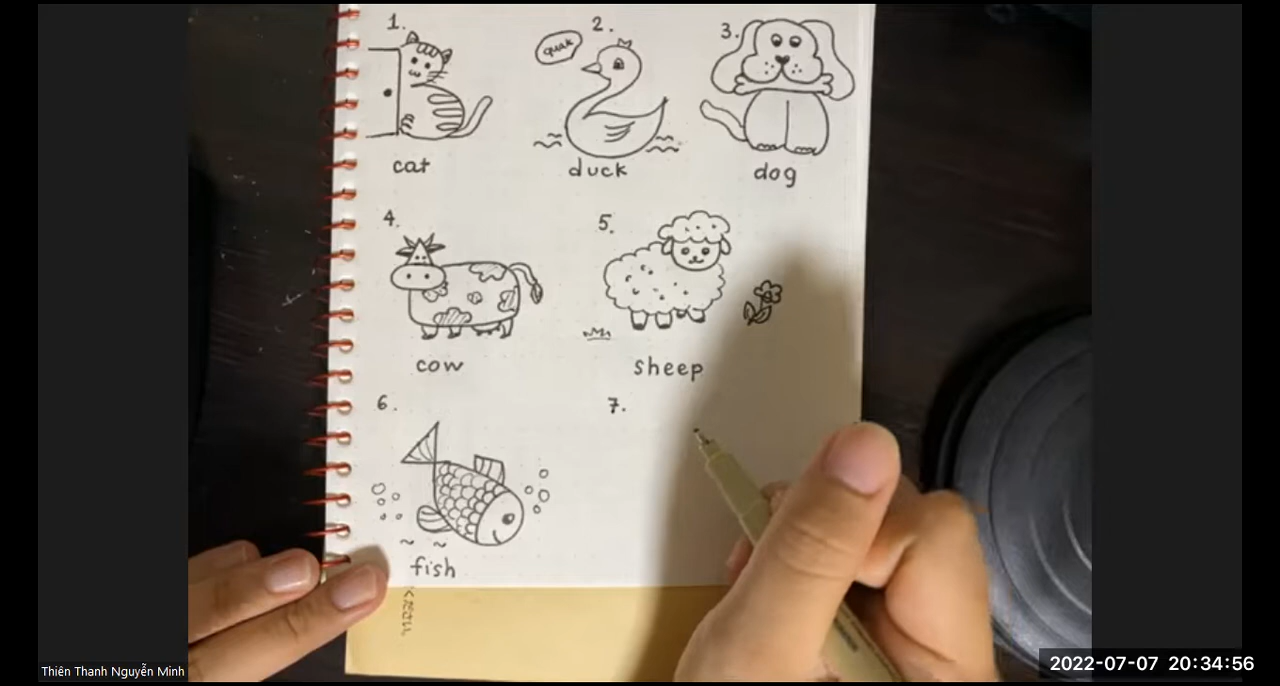 1.
quak
2.
3.
cat
duck
dog
4.
5.
cow
sheep
6.
7.
fish
Thiên Thanh Nguyễn Minh
2022-07-07 20:34:56